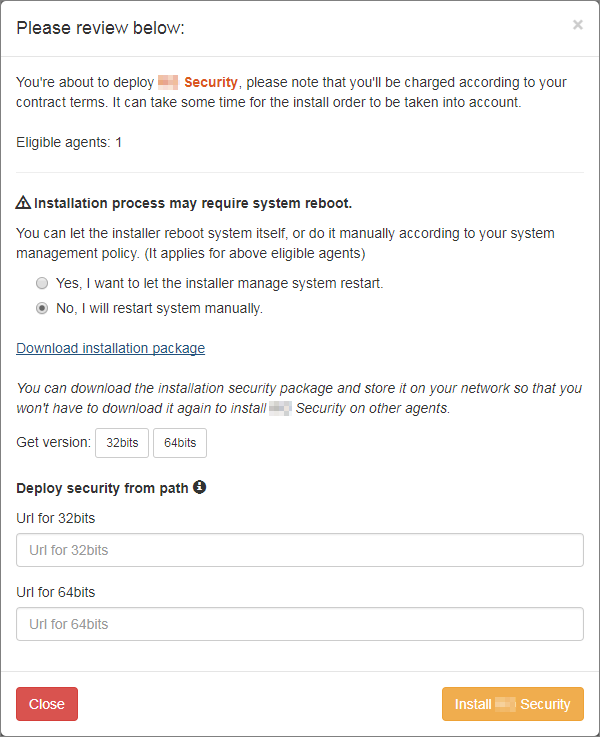 Please review below:
×
You're about to deploy Security, please note that you'll be charged according to your
contract terms. It can take some time for the install order to be taken into account.
Eligible agents: 1
Installation process may require system reboot.
You can let the installer reboot system itself, or do it manually according to your system
management policy. (It applies for above eligible agents)
Yes, I want to let the installer manage system restart.
No, I will restart system manually.
Download installation package
You can download the installation security package and store it on your network so that you
won't have to download it again to install Security on other agents.
Get version: 32bits 64bits
Deploy security from path
Url for 32bits
Url for 32bits
Url for 64bits
Url for 64bits
Close Install Security